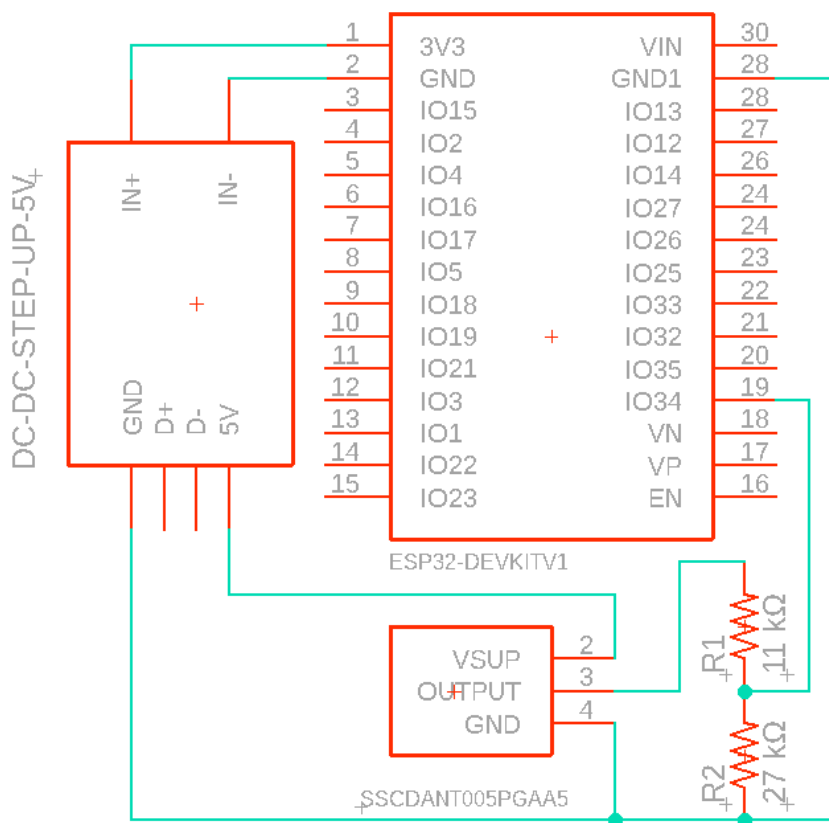 1 3V3 VIN 30
2 GND GND1 28
3 IO15 IO13 28
4 IO2 IO12 27
5 IO4 IO14 26
6 IO16 IO27 24
7 IO17 IO26 24
8 IO5 IO25 23
9 IO18 IO33 22
10 IO19 IO32 21
11 IO21 IO35 20
12 IO3 IO34 19
13 IO1 VN 18
14 IO22 VP 17
15 IO23 EN 16
ESP32-DEVKITV1
DC-DC-STEP-UP-5V
IN+
IN-
GND
D+
D-
5V
VSUP 2
OUTPUT 3
GND 4
SSCDANT005PGAA5
R1
11 kΩ
R2
27 kΩ